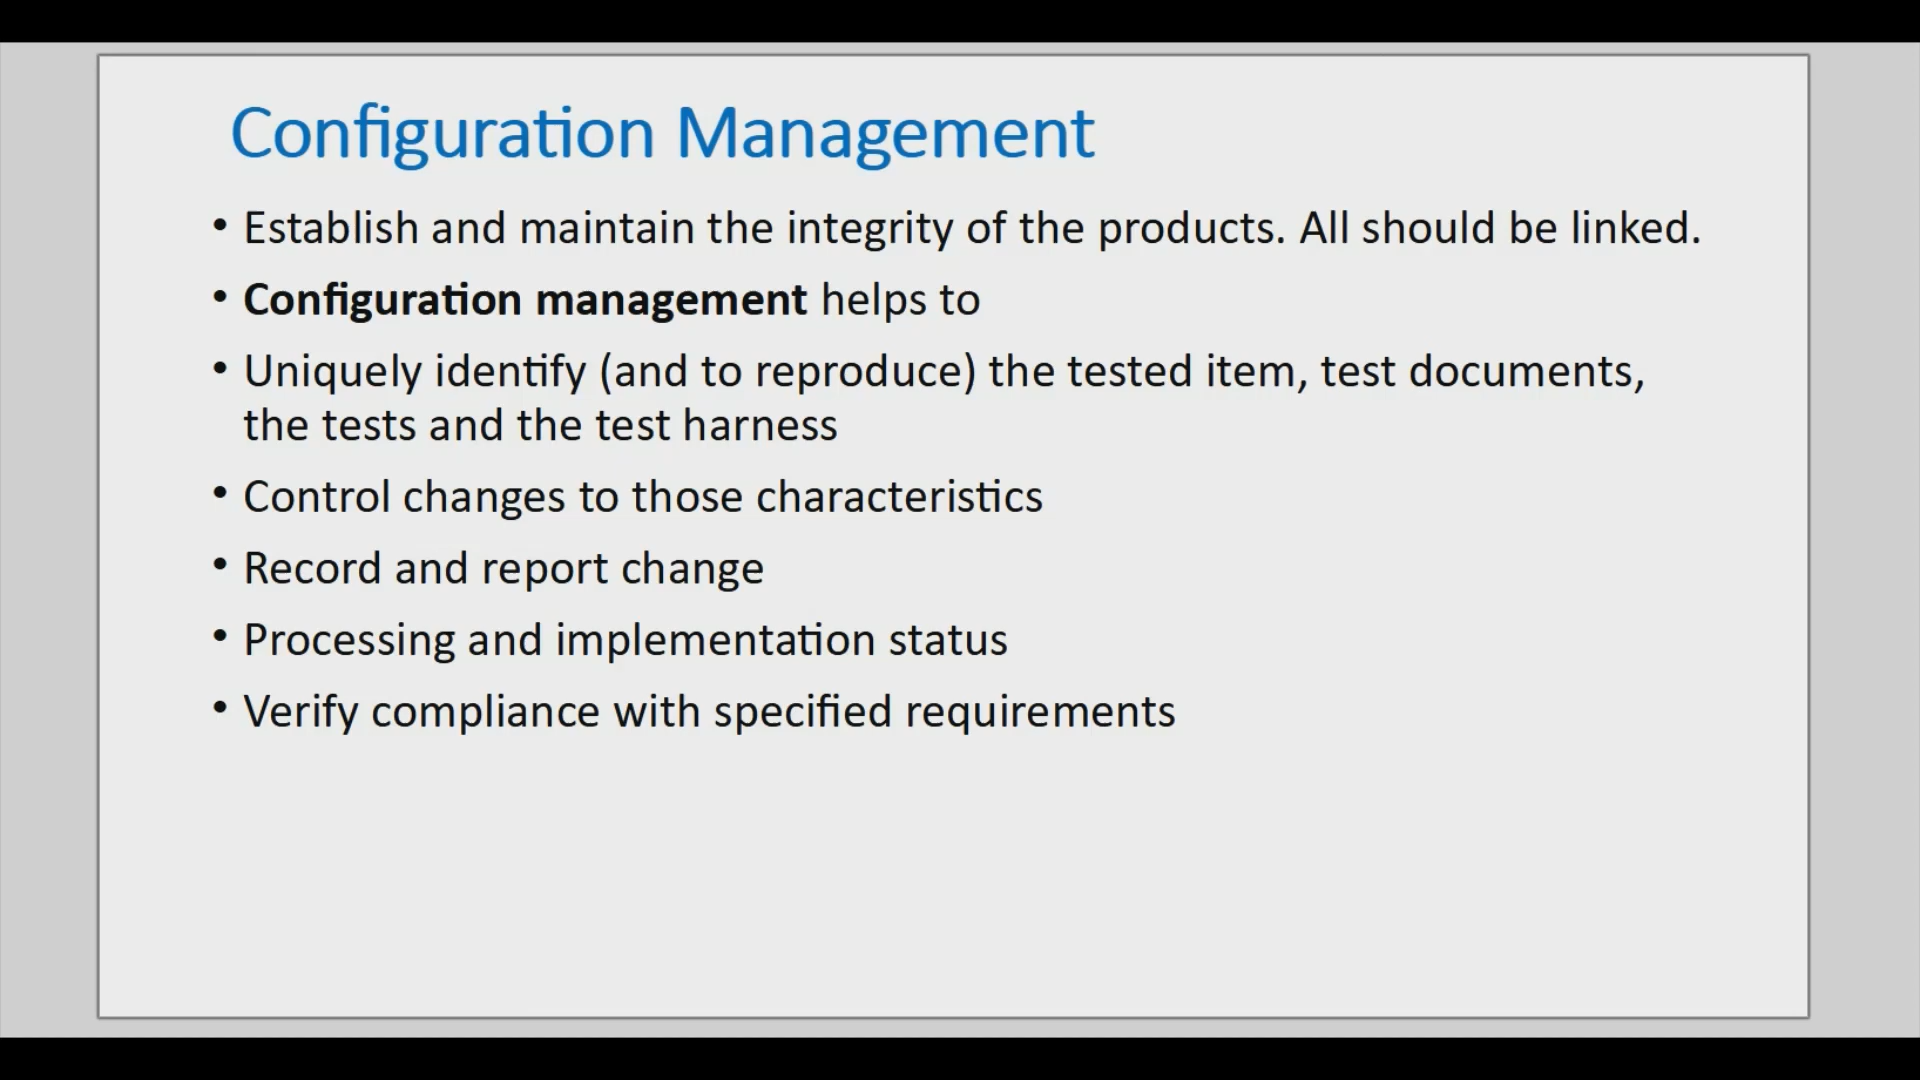 Configuration Management
• Establish and maintain the integrity of the products. All should be linked.
• Configuration management helps to
• Uniquely identify (and to reproduce) the tested item, test documents,
the tests and the test harness
• Control changes to those characteristics
• Record and report change
• Processing and implementation status
• Verify compliance with specified requirements